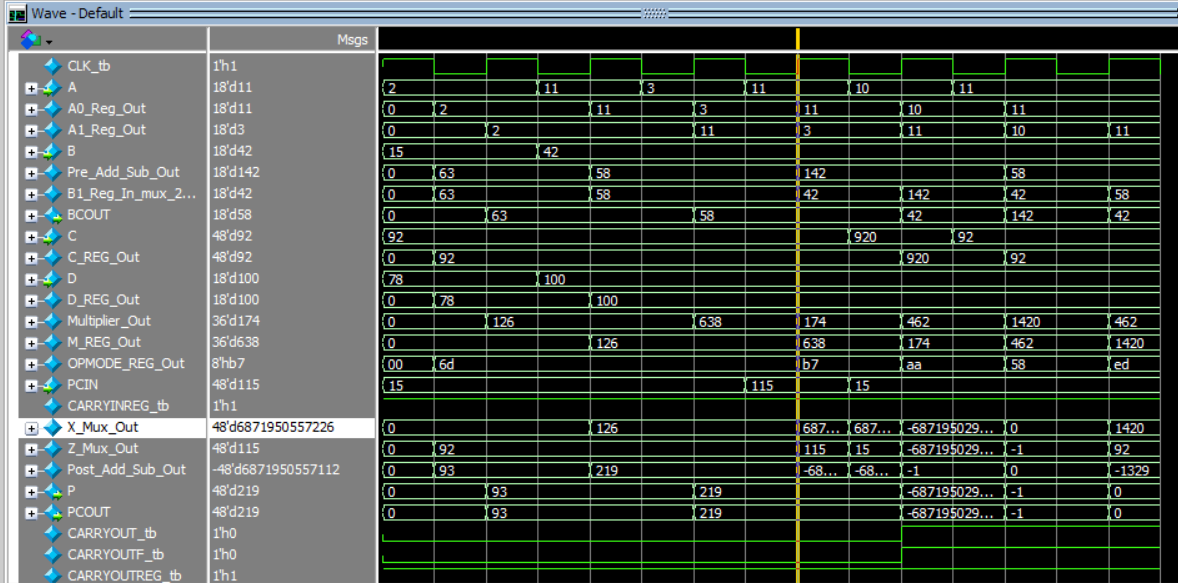 Wave - Default
Msgs
CLK_tb 1'h1
A 18'd11 2 11 3 11 10 11
A0_Reg_Out 18'd11 0 2 11 3 11 10 11
A1_Reg_Out 18'd3 0 2 11 3 11 10 11
B 18'd42 15 42
Pre_Add_Sub_Out 18'd142 0 63 58 142 58
B1_Reg_In_mux_2... 18'd42 0 63 58 42 142 42 58
BCOUT 18'd58 0 63 58 42 142 42
C 48'd92 92 920 92
C_REG_Out 48'd92 0 92 920 92
D 18'd100 78 100
D_REG_Out 18'd100 0 78 100
Multiplier_Out 36'd174 0 126 638 174 462 1420 462
M_REG_Out 36'd638 0 126 638 174 462 1420
OPMODE_REG_Out 8'hb7 00 6d b7 aa 58 ed
PCIN 48'd115 15 115 15
CARRYINREG_tb 1'h1
X_Mux_Out 48'd6871950557226 0 126 687... 687... -687195029... 0 1420
Z_Mux_Out 48'd115 0 92 115 15 -687195029... -1 92
Post_Add_Sub_Out -48'd6871950557112 0 93 219 -68... -68... -1 0 -1329
P 48'd219 0 93 219 -687195029... -1 0
PCOUT 48'd219 0 93 219 -687195029... -1 0
CARRYOUT_tb 1'h0
CARRYOUTF_tb 1'h0
CARRYOUTREG_tb 1'h1